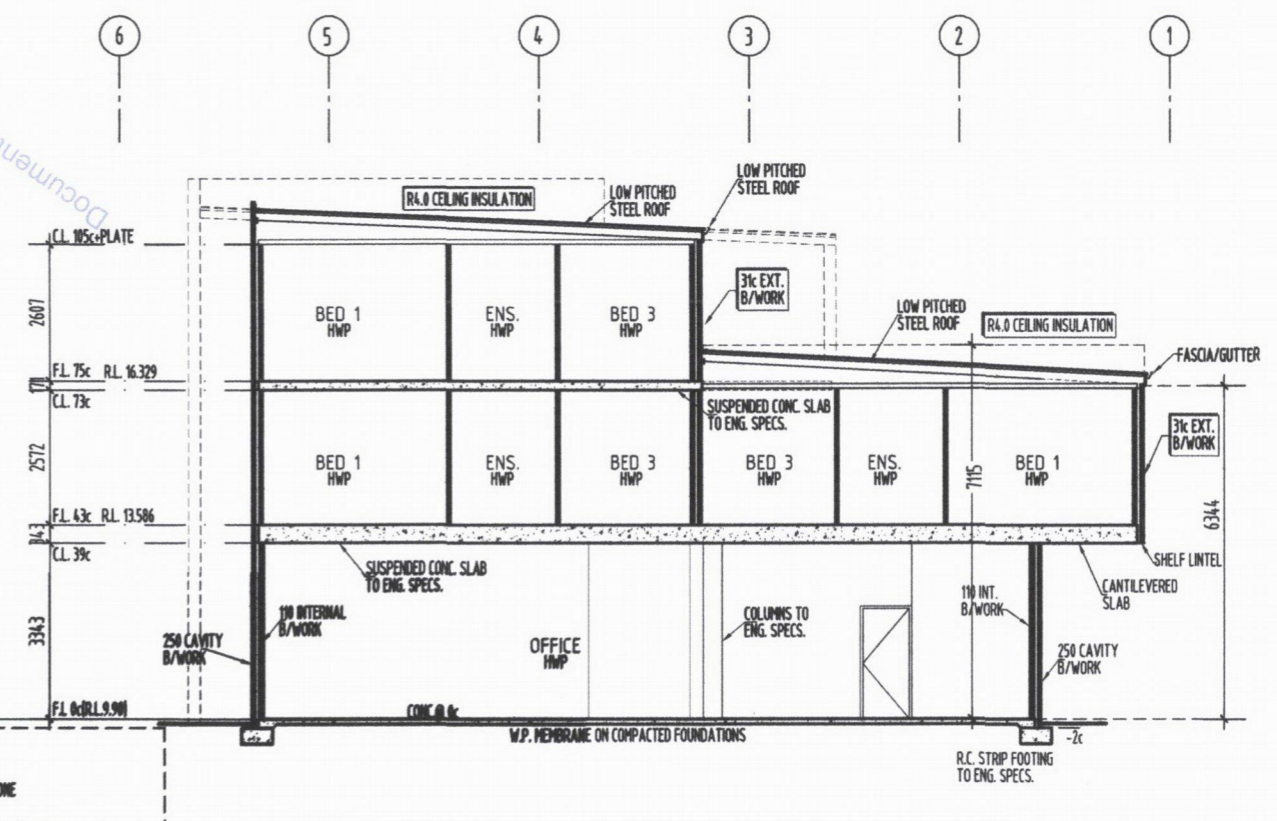 6
5
4
3
2
1
Document
LOW PITCHED
STEEL ROOF
R4.0 CEILING INSULATION
LOW PITCHED
STEEL ROOF
C.L. 105c+PLATE
31c EXT.
B/WORK
2607
BED 1
HWP
ENS.
HWP
BED 3
HWP
LOW PITCHED
STEEL ROOF
R4.0 CEILING INSULATION
FASCIA/GUTTER
F.L. 75c R.L. 16.329
171
C.L. 73c
SUSPENDED CONC. SLAB
TO ENG. SPECS.
31c EXT.
B/WORK
2572
BED 1
HWP
ENS.
HWP
BED 3
HWP
BED 3
HWP
ENS.
HWP
7115
BED 1
HWP
6344
F.L. 43c R.L. 13.586
343
C.L. 39c
SHELF LINTEL
SUSPENDED CONC. SLAB
TO ENG. SPECS.
CANTILEVERED
SLAB
110 INTERNAL
B/WORK
COLUMNS TO
ENG. SPECS.
110 INT.
B/WORK
3343
250 CAVITY
B/WORK
OFFICE
HWP
250 CAVITY
B/WORK
F.L. 0c(R.L.9.90)
CONC @ 0c
W.P. MEMBRANE ON COMPACTED FOUNDATIONS
-2c
R.C. STRIP FOOTING
TO ENG. SPECS.